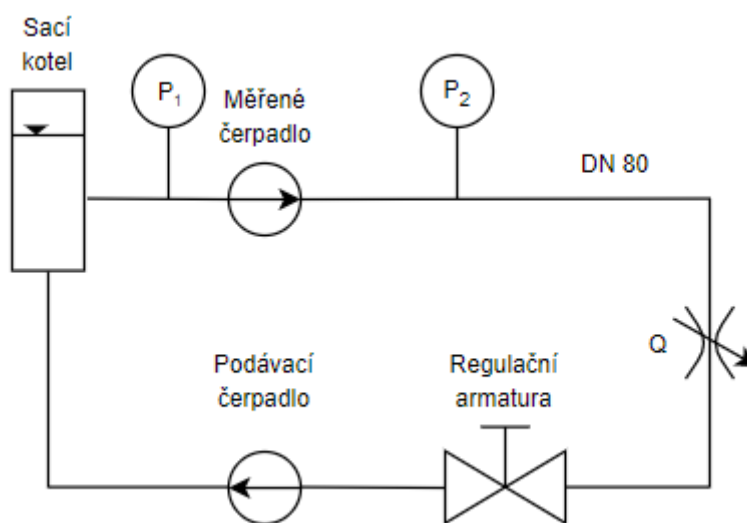 Sací
kotel
P₁
Měřené
čerpadlo
P₂
DN 80
Q
Podávací
čerpadlo
Regulační
armatura